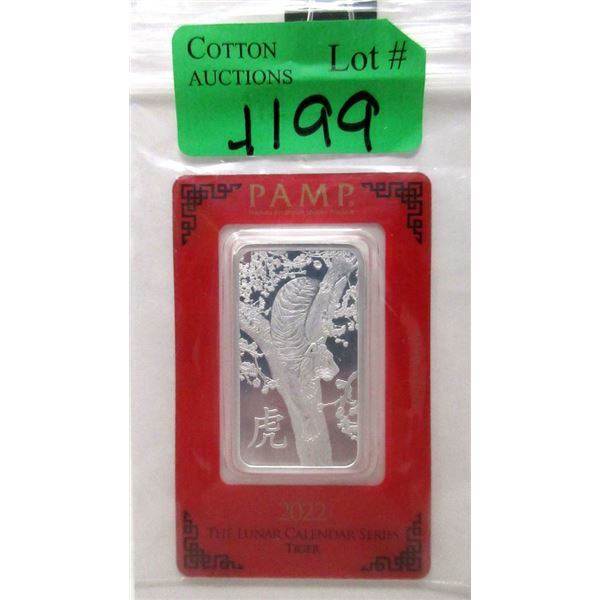 COTTON
AUCTIONS
Lot #
1199
PAMP
虎
2022
THE LUNAR CALENDAR SERIES
TIGER